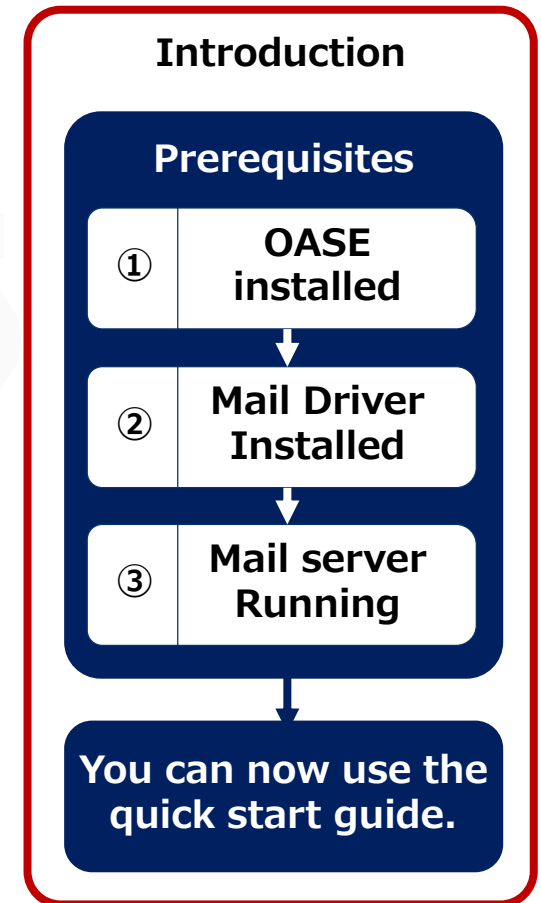 Introduction
Prerequisites
①
OASE
installed
②
Mail Driver
Installed
③
Mail server
Running
You can now use the
quick start guide.